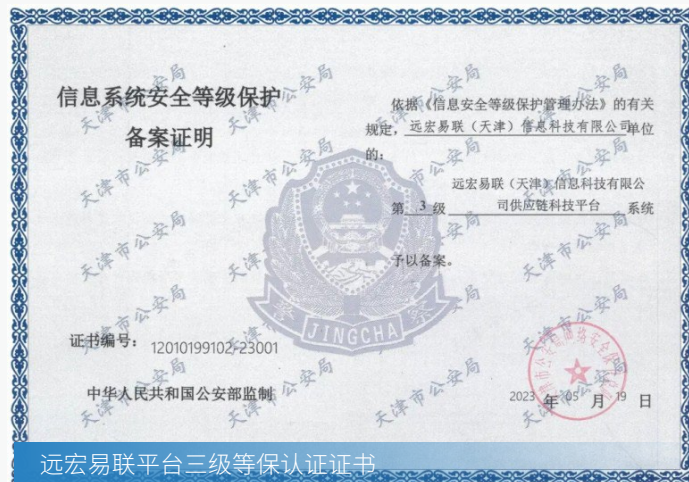 信息系统安全等级保护
备案证明
依据《信息安全等级保护管理办法》的有关
规定，远宏易联（天津）信息科技有限公司单位
的：
远宏易联（天津）信息科技有限公
第 3 级 司供应链科技平台 系统
予以备案。
证书编号： 12010199102-23001
中华人民共和国公安部监制
2023 年 05 月 19 日
JINGCHA
天津市公安局
远宏易联平台三级等保认证证书